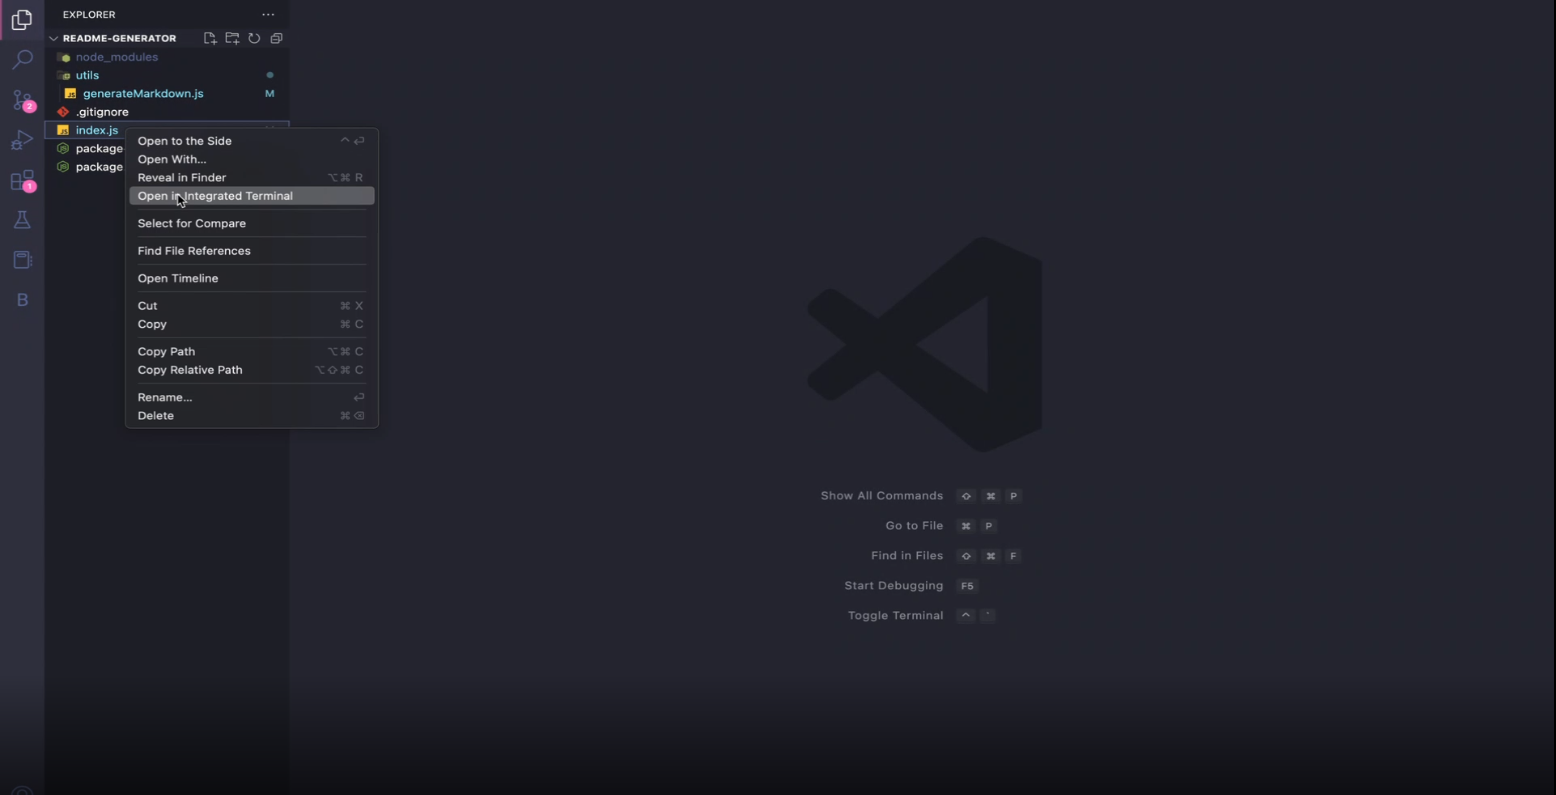 EXPLORER ...
README-GENERATOR
node_modules
utils
generateMarkdown.js M
.gitignore
2
index.js
package
package
1
B
Open to the Side ^ ⏎
Open With...
Reveal in Finder ⌥ ⌘ R
Open in Integrated Terminal
Select for Compare
Find File References
Open Timeline
Cut ⌘ X
Copy ⌘ C
Copy Path ⌥ ⌘ C
Copy Relative Path ⌥ ⇧ ⌘ C
Rename... ⏎
Delete ⌘ ⌫
Show All Commands ⇧ ⌘ P
Go to File ⌘ P
Find in Files ⇧ ⌘ F
Start Debugging F5
Toggle Terminal ^ `